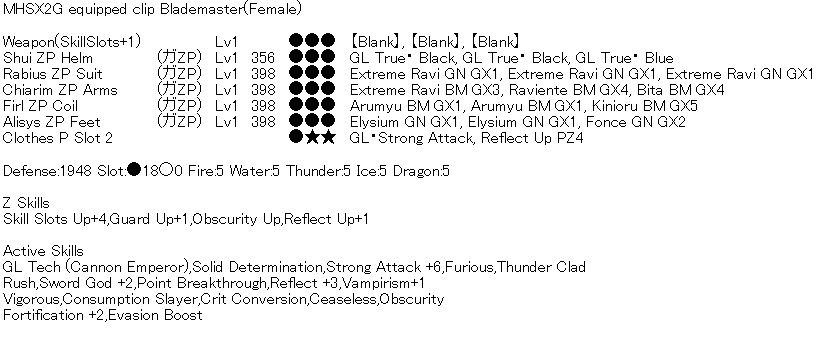 MHSX2G equipped clip Blademaster(Female)
Weapon(SkillSlots+1) Lv1 ●●● 【Blank】, 【Blank】, 【Blank】
Shui ZP Helm (ガZP) Lv1 356 ●●● GL True・ Black, GL True・ Black, GL True・ Blue
Rabius ZP Suit (ガZP) Lv1 398 ●●● Extreme Ravi GN GX1, Extreme Ravi GN GX1, Extreme Ravi GN GX1
Chiarim ZP Arms (ガZP) Lv1 398 ●●● Extreme Ravi BM GX3, Raviente BM GX4, Bita BM GX4
Firl ZP Coil (ガZP) Lv1 398 ●●● Arumyu BM GX1, Arumyu BM GX1, Kinioru BM GX5
Alisys ZP Feet (ガZP) Lv1 398 ●●● Elysium GN GX1, Elysium GN GX1, Fonce GN GX2
Clothes P Slot 2 ●★★ GL・Strong Attack, Reflect Up PZ4
Defense:1948 Slot:●18○0 Fire:5 Water:5 Thunder:5 Ice:5 Dragon:5
Z Skills
Skill Slots Up+4,Guard Up+1,Obscurity Up,Reflect Up+1
Active Skills
GL Tech (Cannon Emperor),Solid Determination,Strong Attack +6,Furious,Thunder Clad
Rush,Sword God +2,Point Breakthrough,Reflect +3,Vampirism+1
Vigorous,Consumption Slayer,Crit Conversion,Ceaseless,Obscurity
Fortification +2,Evasion Boost